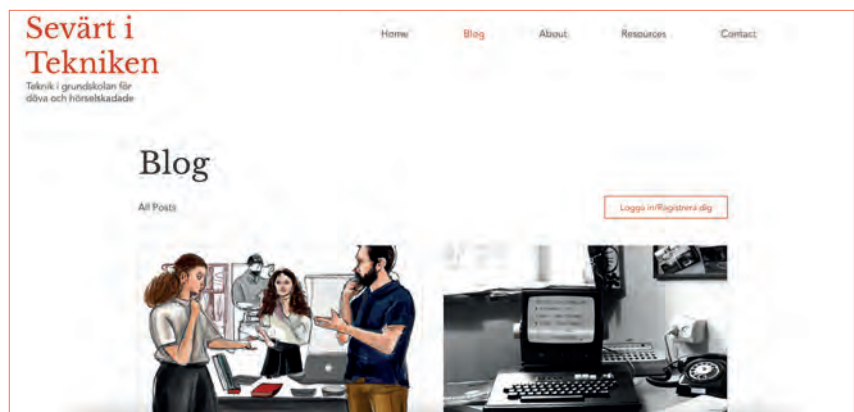 Sevärt i
Tekniken
Teknik i grundskolan för
döva och hörselskadade
Home Blog About Resources Contact
Blog
All Posts
Logga in/Registrera dig